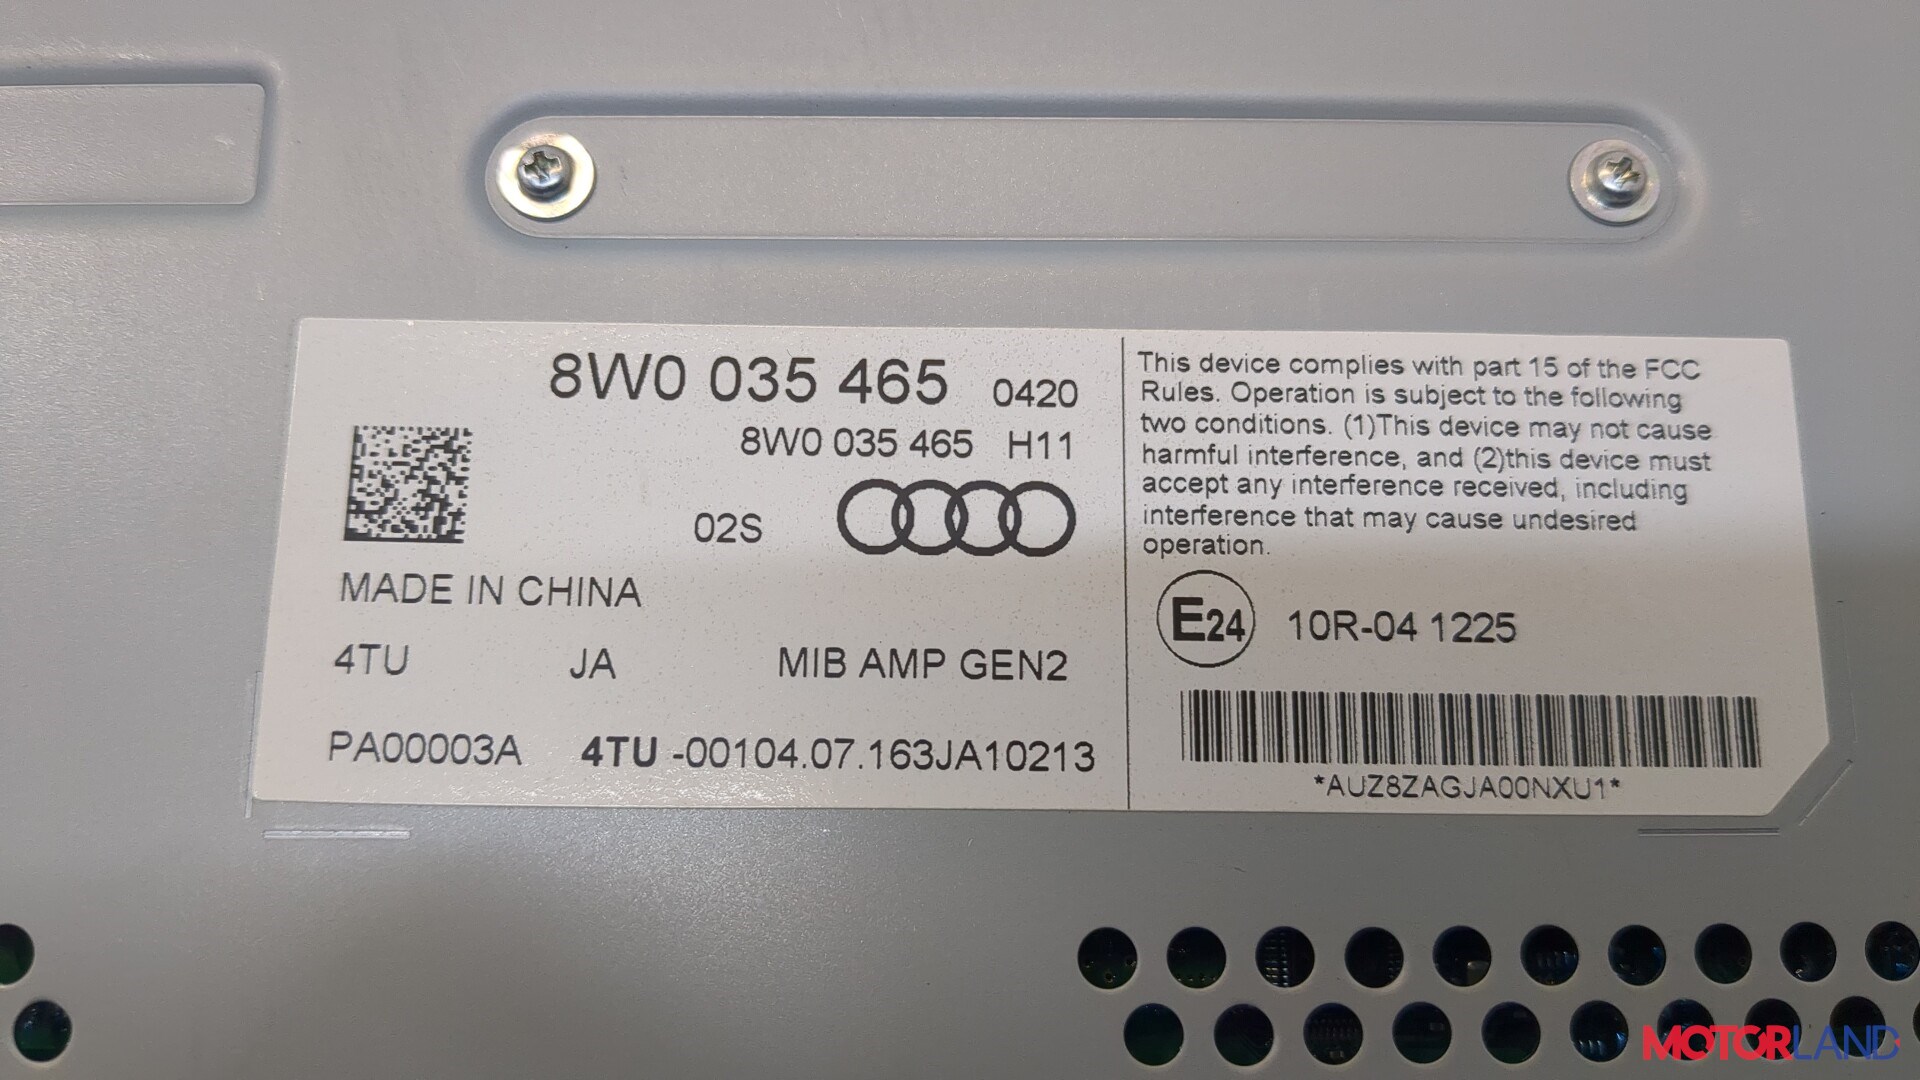 8W0 035 465 0420
8W0 035 465 H11
02S
MADE IN CHINA
4TU JA MIB AMP GEN2
PA00003A 4TU -00104.07.163JA10213
This device complies with part 15 of the FCC
Rules. Operation is subject to the following
two conditions. (1)This device may not cause
harmful interference, and (2)this device must
accept any interference received, including
interference that may cause undesired
operation.
E24 10R-04 1225
*AUZ8ZAGJA00NXU1*
MOTORLAND